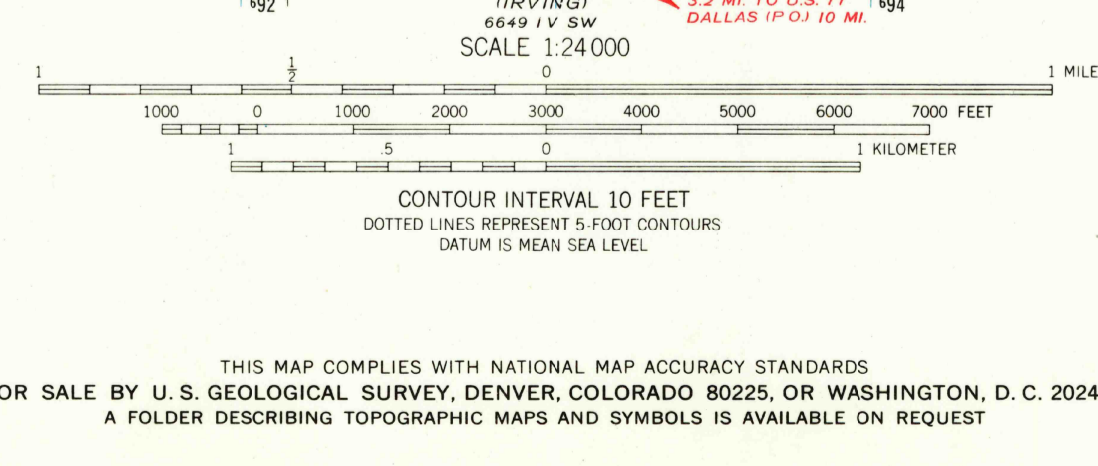 692 (IRVING) 3.2 MI. TO U.S. 77 694
6649 IV SW DALLAS (P.O.) 10 MI.
SCALE 1:24 000
1 1/2 0 1 MILE
1000 0 1000 2000 3000 4000 5000 6000 7000 FEET
1 .5 0 1 KILOMETER
CONTOUR INTERVAL 10 FEET
DOTTED LINES REPRESENT 5-FOOT CONTOURS
DATUM IS MEAN SEA LEVEL
THIS MAP COMPLIES WITH NATIONAL MAP ACCURACY STANDARDS
OR SALE BY U. S. GEOLOGICAL SURVEY, DENVER, COLORADO 80225, OR WASHINGTON, D. C. 2024
A FOLDER DESCRIBING TOPOGRAPHIC MAPS AND SYMBOLS IS AVAILABLE ON REQUEST